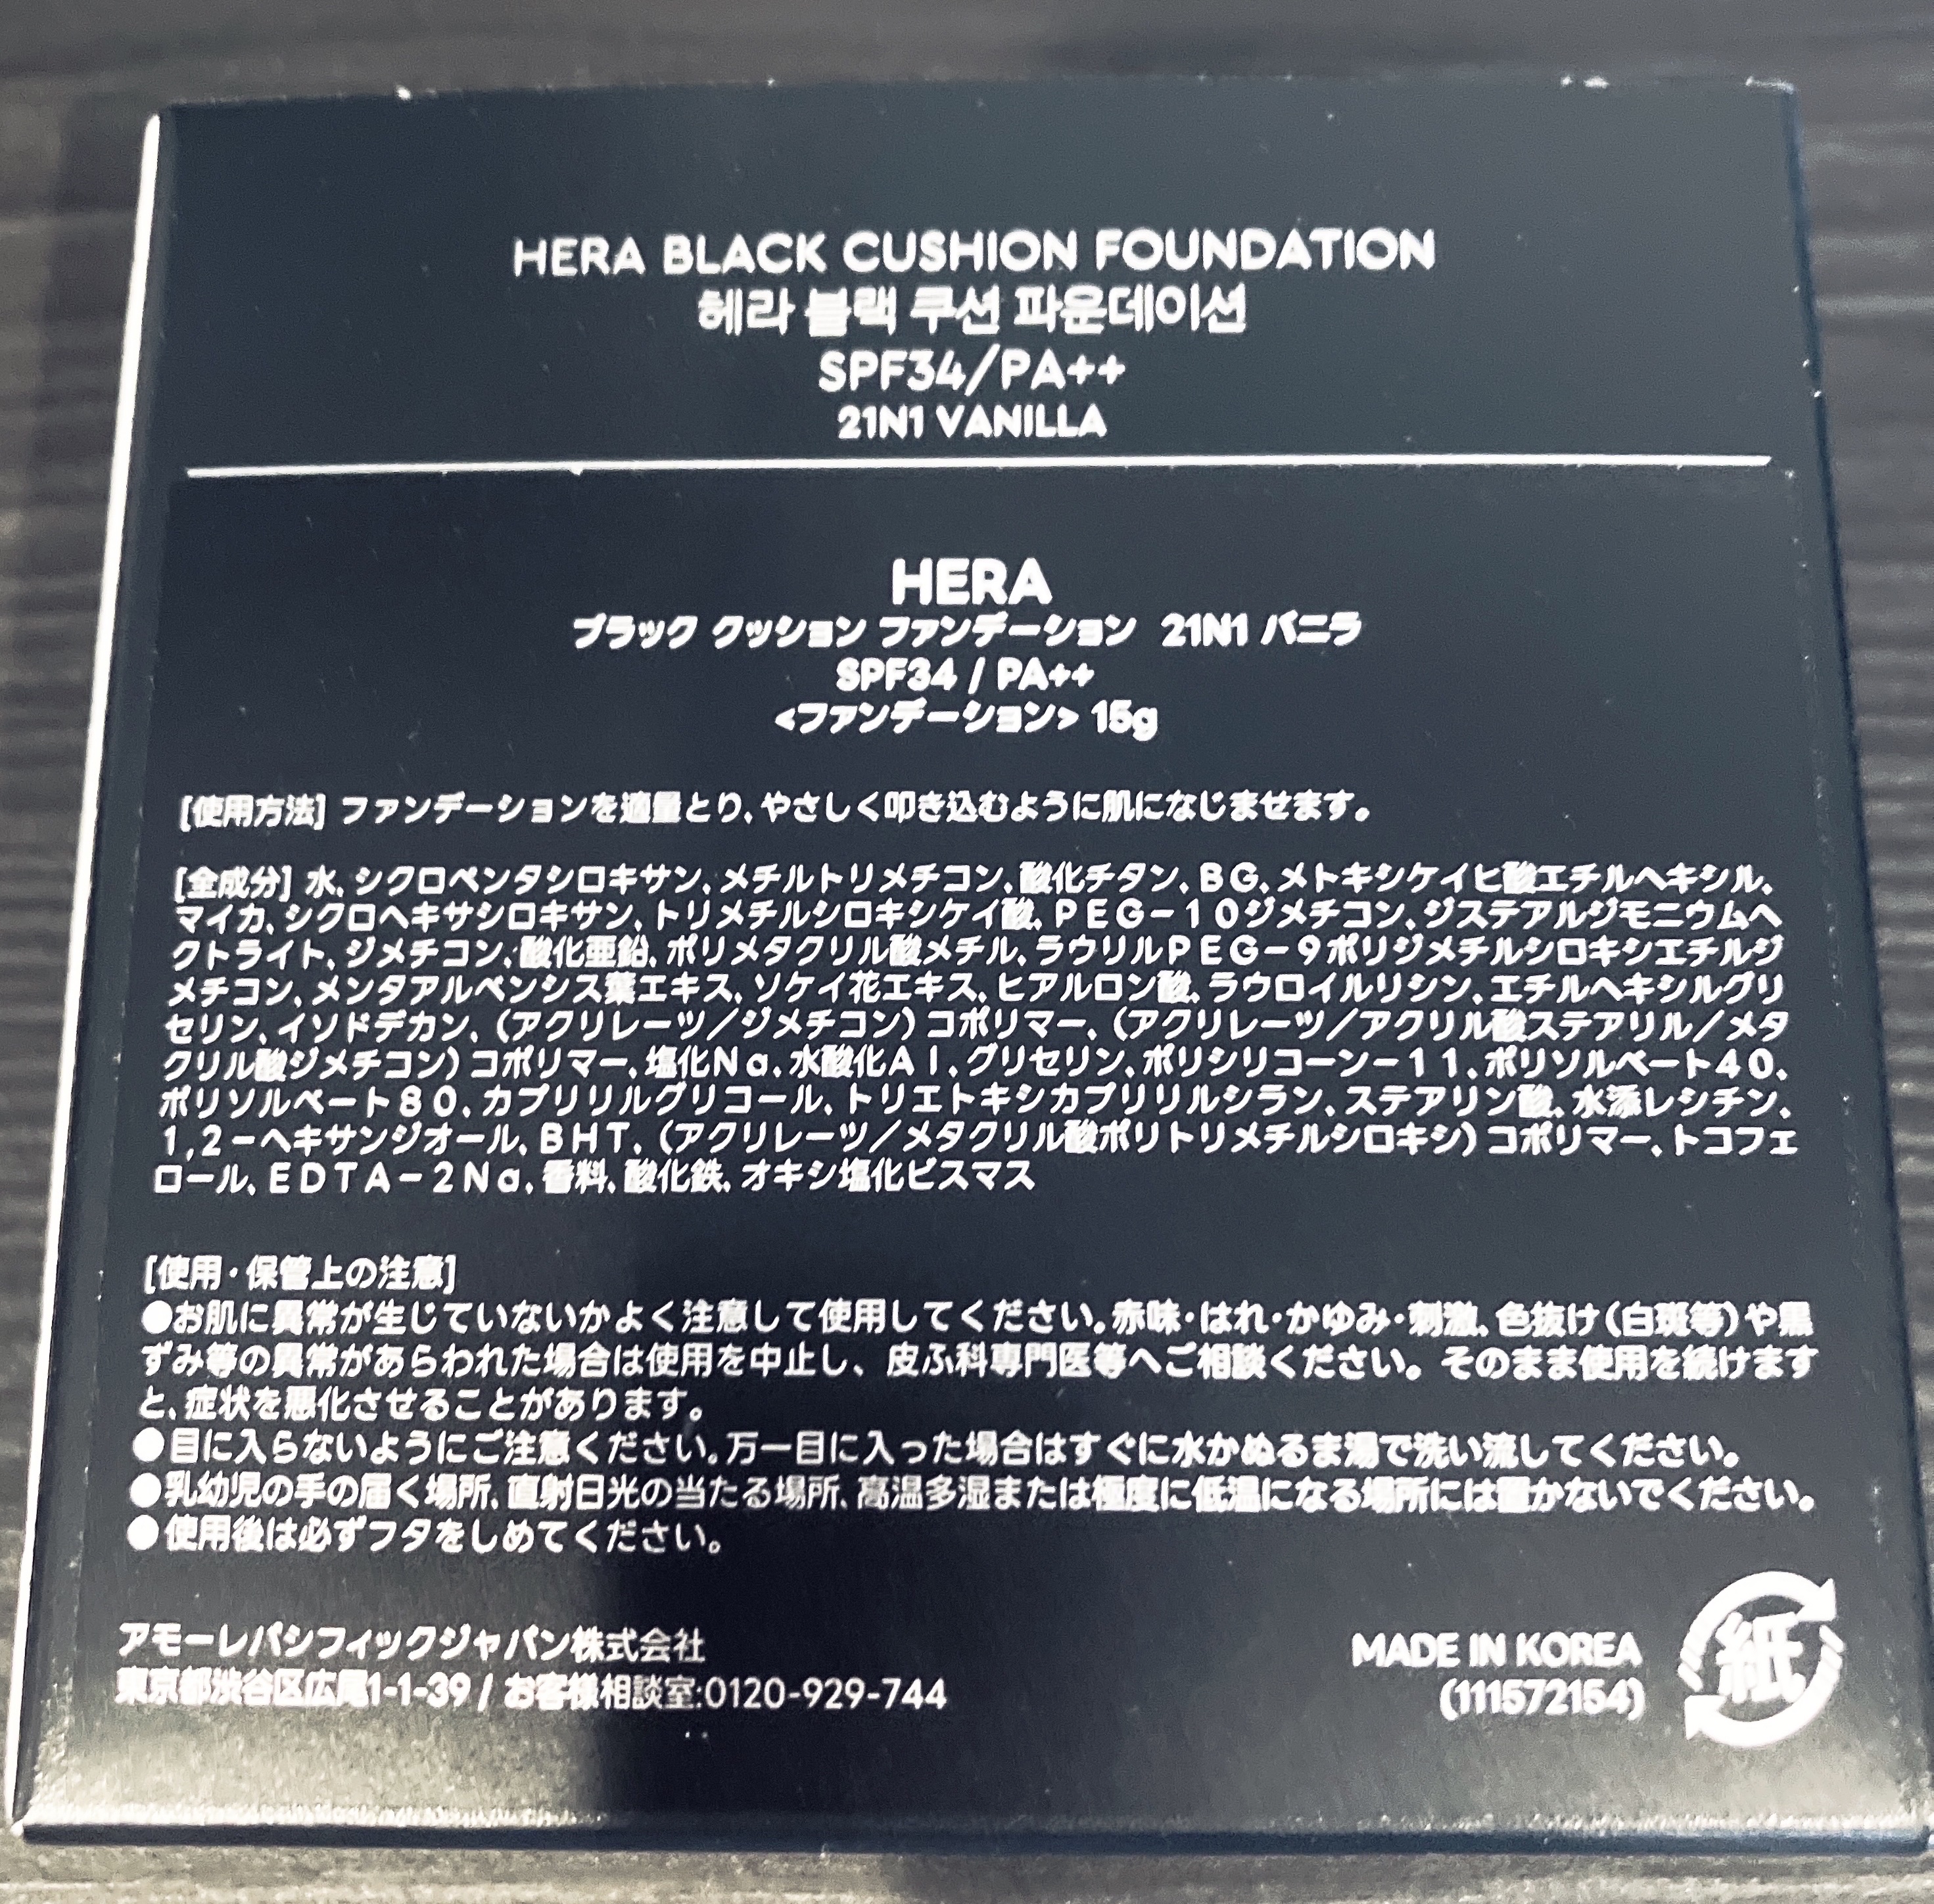 HERA BLACK CUSHION FOUNDATION
헤라 블랙 쿠션 파운데이션
SPF34/PA++
21N1 VANILLA
HERA
ブラック クッション ファンデーション 21N1 バニラ
SPF34 / PA++
<ファンデーション> 15g
[使用方法] ファンデーションを適量とり、やさしく叩き込むように肌になじませます。
[全成分] 水、シクロペンタシロキサン、メチルトリメチコン、酸化チタン、BG、メトキシケイヒ酸エチルヘキシル、
マイカ、シクロヘキサシロキサン、トリメチルシロキシケイ酸、PEG-10ジメチコン、ジステアルジモニウムヘ
クトライト、ジメチコン、酸化亜鉛、ポリメタクリル酸メチル、ラウリルPEG-9ポリジメチルシロキシエチルジ
メチコン、メンタアルベンシス葉エキス、ソケイ花エキス、ヒアルロン酸、ラウロイルリシン、エチルヘキシルグリ
セリン、イソドデカン、(アクリレーツ/ジメチコン)コポリマー、(アクリレーツ/アクリル酸ステアリル/メタ
クリル酸ジメチコン)コポリマー、塩化Na、水酸化Al、グリセリン、ポリシリコーン-11、ポリソルベート40、
ポリソルベート80、カプリリルグリコール、トリエトキシカプリリルシラン、ステアリン酸、水添レシチン、
1,2-ヘキサンジオール、BHT、(アクリレーツ/メタクリル酸ポリトリメチルシロキシ)コポリマー、トコフェ
ロール、EDTA-2Na、香料、酸化鉄、オキシ塩化ビスマス
[使用・保管上の注意]
●お肌に異常が生じていないかよく注意して使用してください。赤味・はれ・かゆみ・刺激、色抜け(白斑等)や黒
ずみ等の異常があらわれた場合は使用を中止し、皮ふ科専門医等へご相談ください。そのまま使用を続けます
と、症状を悪化させることがあります。
●目に入らないようにご注意ください。万一目に入った場合はすぐに水かぬるま湯で洗い流してください。
●乳幼児の手の届く場所、直射日光の当たる場所、高温多湿または極度に低温になる場所には置かないでください。
●使用後は必ずフタをしめてください。
アモーレパシフィックジャパン株式会社
東京都渋谷区広尾1-1-39 / お客様相談室:0120-929-744
MADE IN KOREA
(111572154)
紙